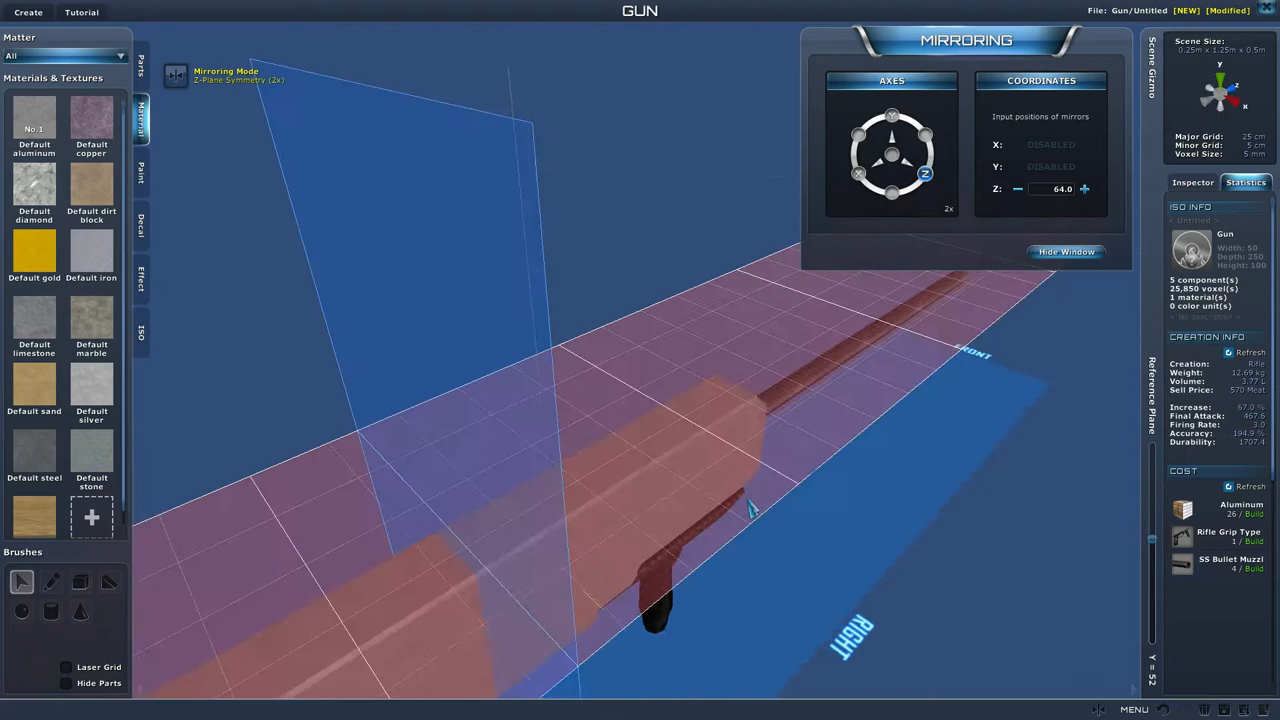 Create
Tutorial
GUN
File: Gun/Untitled [NEW] [Modified]
Matter
All
Materials & Textures
No.1
Default aluminum
Default copper
Default diamond
Default dirt block
Default gold
Default iron
Default limestone
Default marble
Default sand
Default silver
Default steel
Default stone
Brushes
Laser Grid
Hide Parts
Parts
Material
Paint
Decal
Effect
ISO
Mirroring Mode
Z-Plane Symmetry (2x)
FRONT
RIGHT
MIRRORING
AXES
Y
X
Z
2x
COORDINATES
Input positions of mirrors
X: DISABLED
Y: DISABLED
Z: 64.0
Hide Window
Scene Gizmo
Reference Plane
Y = 52
Scene Size:
0.25m x 1.25m x 0.5m
y
z
x
Major Grid: 25 cm
Minor Grid: 5 cm
Voxel Size: 5 mm
Inspector
Statistics
ISO INFO
< Untitled >
Gun
Width: 50
Depth: 250
Height: 100
5 component(s)
25,850 voxel(s)
1 material(s)
0 color unit(s)
< No description >
CREATION INFO
Refresh
Creation: Rifle
Weight: 12.69 kg
Volume: 3.77 L
Sell Price: 570 Meat
Increase: 67.0 %
Final Attack: 467.6
Firing Rate: 3.0
Accuracy: 194.9 %
Durability: 1707.4
COST
Refresh
Aluminum
26 / Build
Rifle Grip Type
1 / Build
SS Bullet Muzzl
4 / Build
MENU